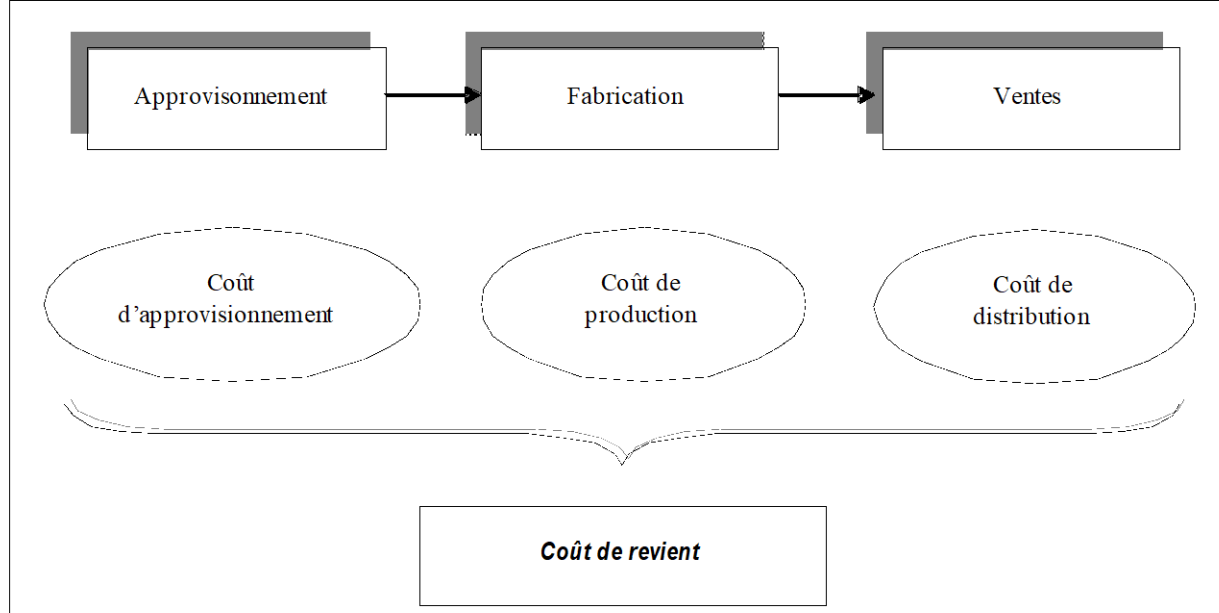 Approvisonnement
Fabrication
Ventes
Coût
d’approvisionnement
Coût de
production
Coût de
distribution
Coût de revient